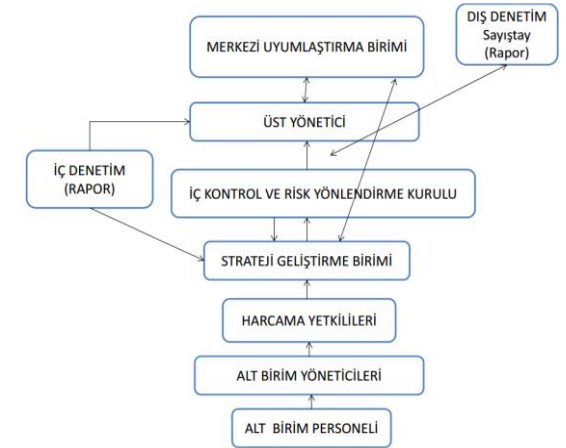 DIŞ DENETİM
Sayıştay
(Rapor)
MERKEZİ UYUMLAŞTIRMA BİRİMİ
ÜST YÖNETİCİ
İÇ DENETİM
(RAPOR)
İÇ KONTROL VE RİSK YÖNLENDİRME KURULU
STRATEJİ GELİŞTİRME BİRİMİ
HARCAMA YETKİLİLERİ
ALT BİRİM YÖNETİCİLERİ
ALT BİRİM PERSONELİ